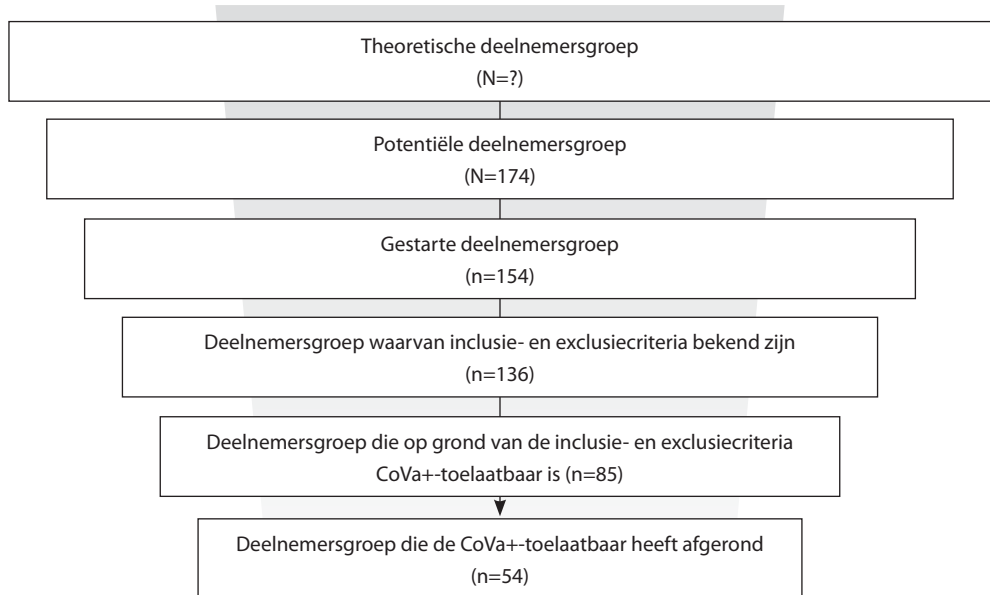 Theoretische deelnemersgroep
(N=?)
Potentiële deelnemersgroep
(N=174)
Gestarte deelnemersgroep
(n=154)
Deelnemersgroep waarvan inclusie- en exclusiecriteria bekend zijn
(n=136)
Deelnemersgroep die op grond van de inclusie- en exclusiecriteria
CoVa+-toelaatbaar is (n=85)
Deelnemersgroep die de CoVa+-toelaatbaar heeft afgerond
(n=54)